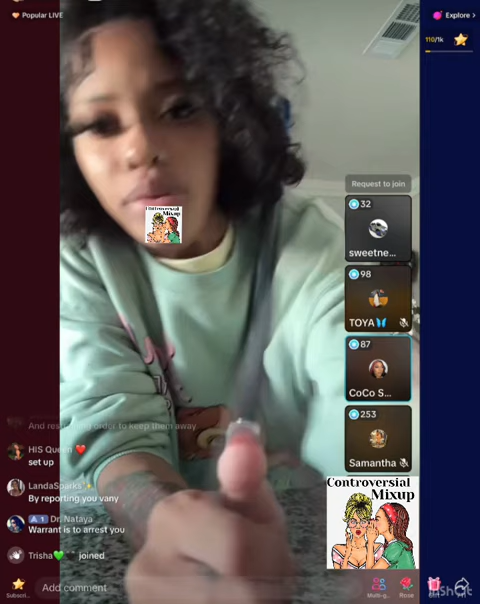 Popular LIVE
Explore >
110/1k
Controversial
Mixup
Request to join
32
sweetne...
98
TOYA🦋
87
CoCo S...
253
Samantha
And restraining order to keep them away
HIS Queen ❤️
set up
LandaSparks✨
By reporting you vany
A 1 Dr. Nataya
Warrant is to arrest you
Trisha💚🖤 joined
Controversial
Mixup
Subscri...
Add comment
Multi-g...
Rose